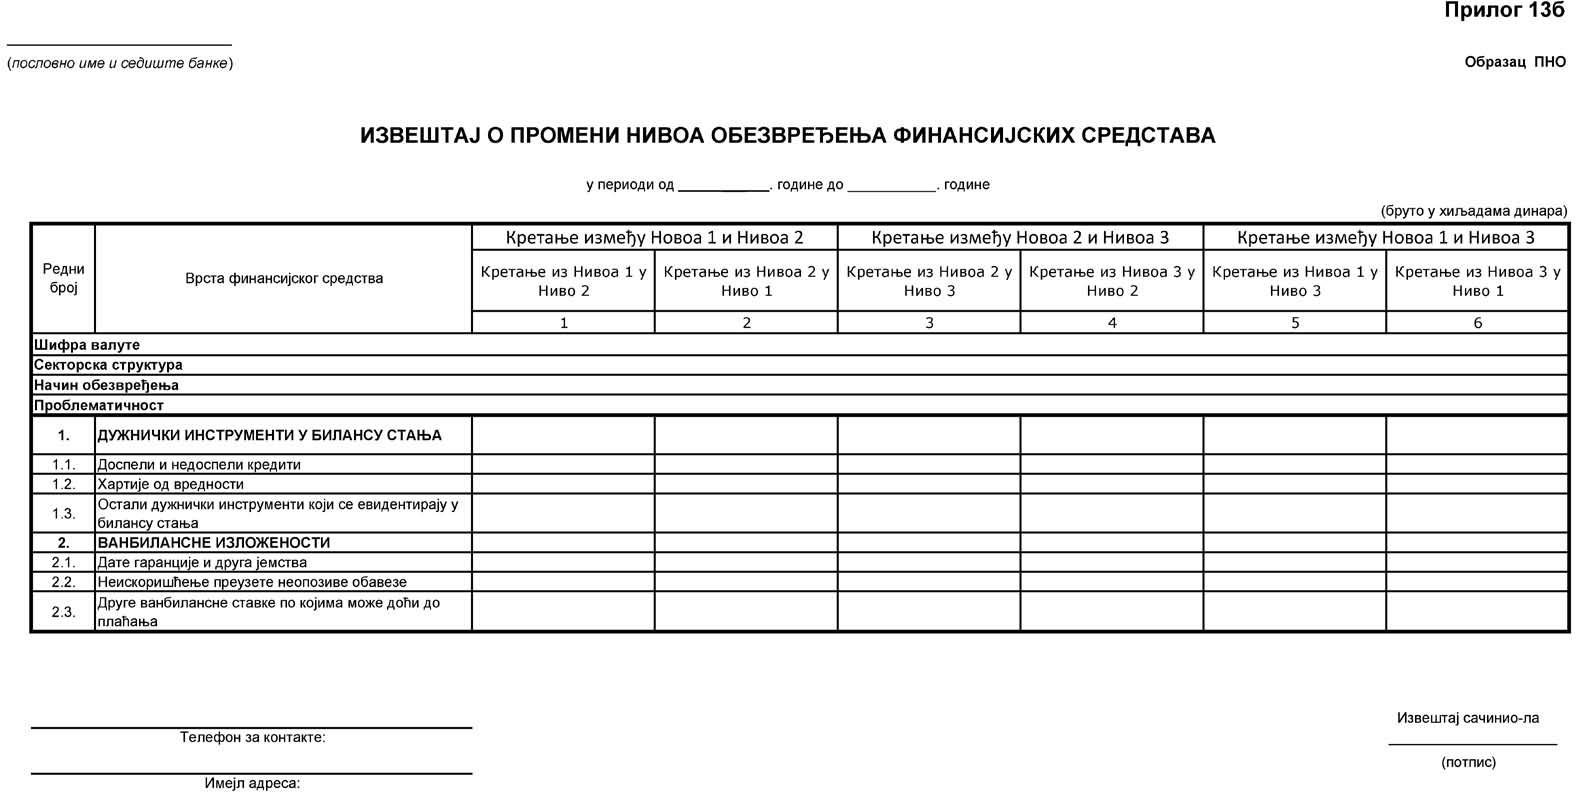 Прилог 13б
(пословно име и седиште банке)
Образац ПНО
ИЗВЕШТАЈ О ПРОМЕНИ НИВОА ОБЕЗВРЕЂЕЊА ФИНАНСИЈСКИХ СРЕДСТАВА
у периоди од ____________. године до ___________. године
(бруто у хиљадама динара)
Редни број
Врста финансијског средства
Кретање између Новоа 1 и Нивоа 2
Кретање између Новоа 2 и Нивоа 3
Кретање између Новоа 1 и Нивоа 3
Кретање из Нивоа 1 у
Ниво 2
Кретање из Нивоа 2 у
Ниво 1
Кретање из Нивоа 2 у
Ниво 3
Кретање из Нивоа 3 у
Ниво 2
Кретање из Нивоа 1 у
Ниво 3
Кретање из Нивоа 3 у
Ниво 1
1 2 3 4 5 6
Шифра валуте
Секторска структура
Начин обезвређења
Проблематичност
1. ДУЖНИЧКИ ИНСТРУМЕНТИ У БИЛАНСУ СТАЊА
1.1. Доспели и недоспели кредити
1.2. Хартије од вредности
1.3. Остали дужнички инструменти који се евидентирају у
билансу стања
2. ВАНБИЛАНСНЕ ИЗЛОЖЕНОСТИ
2.1. Дате гаранције и друга јемства
2.2. Неискоришћење преузете неопозиве обавезе
2.3. Друге ванбилансне ставке по којима може доћи до
плаћања
Извештај сачинио-ла
Телефон за контакте:
(потпис)
Имејл адреса: